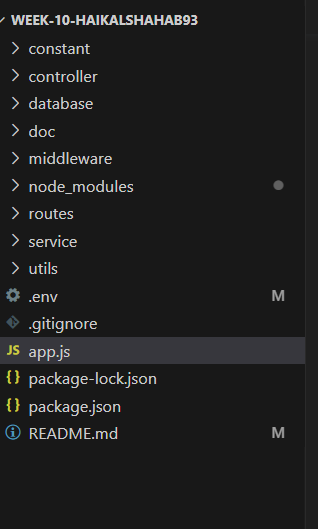 WEEK-10-HAIKALSHAHAB93
constant
controller
database
doc
middleware
node_modules
routes
service
utils
.env M
.gitignore
JS app.js
{} package-lock.json
{} package.json
README.md M